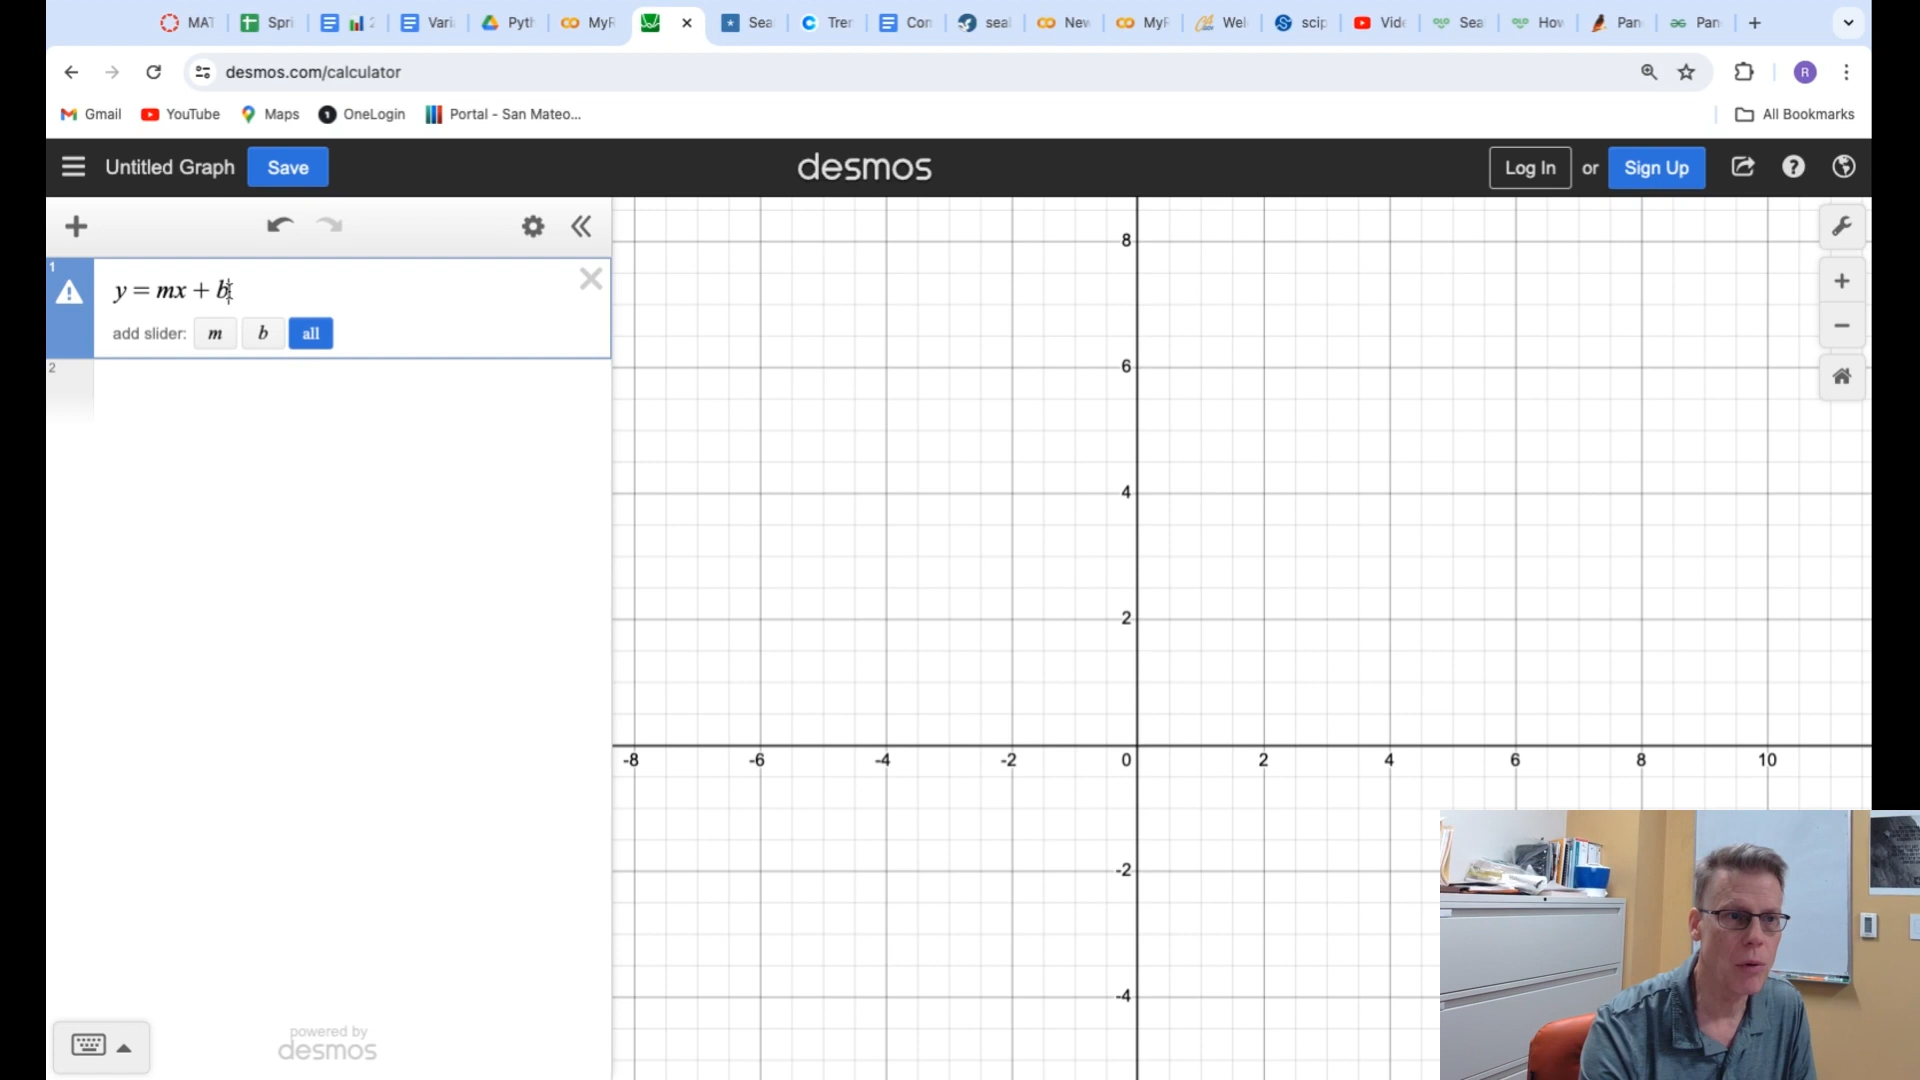 MAT Spri 2 Vari Pyth MyF Sea Trer Con seal New MyF Wel scip Vide Sea How Pan Pan
desmos.com/calculator R
Gmail YouTube Maps OneLogin Portal - San Mateo... All Bookmarks
Untitled Graph Save desmos Log In or Sign Up
1
y = mx + b
add slider: m b all
2
8
6
4
2
-8 -6 -4 -2 0 2 4 6 8 10
-2
-4
powered by
desmos